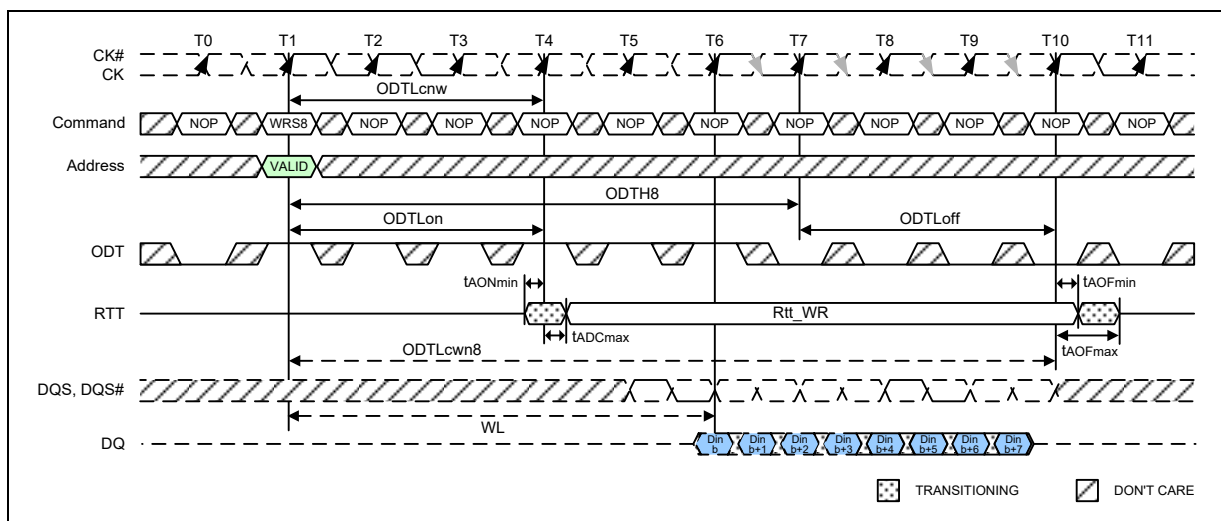 T0 T1 T2 T3 T4 T5 T6 T7 T8 T9 T10 T11
CK#
CK
ODTLcnw
Command NOP WRS8 NOP NOP NOP NOP NOP NOP NOP NOP NOP NOP
Address VALID
ODTH8
ODTLon ODTLoff
ODT
tAONmin tAOFmin
RTT Rtt_WR
tADCmax
tAOFmax
ODTLcwn8
DQS, DQS#
WL
DQ Din b Din b+1 Din b+2 Din b+3 Din b+4 Din b+5 Din b+6 Din b+7
TRANSITIONING DON'T CARE